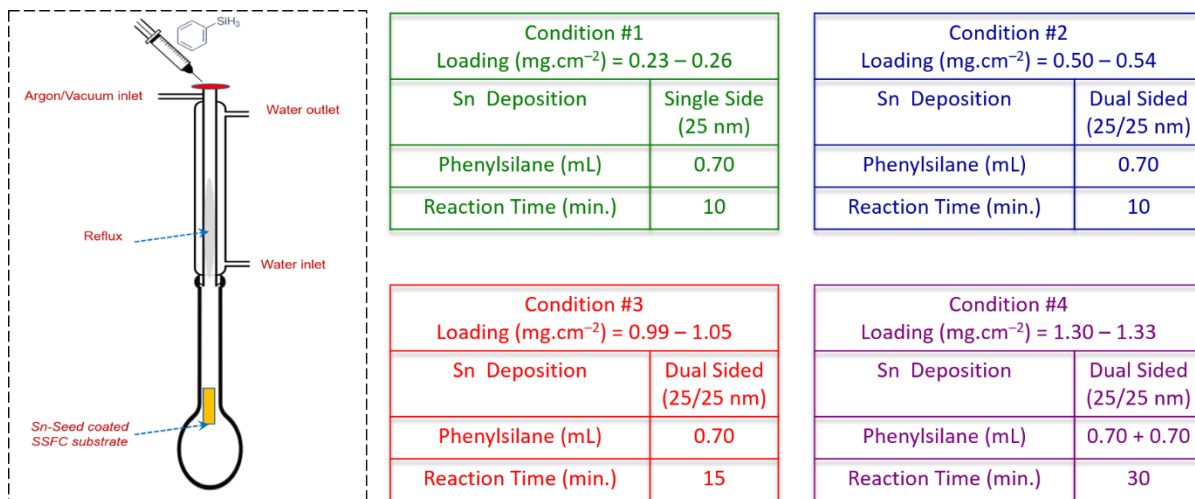 SiH₃
Argon/Vacuum inlet
Water outlet
Reflux
Water inlet
Sn-Seed coated
SSFC substrate
Condition #1
Loading (mg.cm⁻²) = 0.23 – 0.26
Sn Deposition
Single Side
(25 nm)
Phenylsilane (mL)
0.70
Reaction Time (min.)
10
Condition #2
Loading (mg.cm⁻²) = 0.50 – 0.54
Sn Deposition
Dual Sided
(25/25 nm)
Phenylsilane (mL)
0.70
Reaction Time (min.)
10
Condition #3
Loading (mg.cm⁻²) = 0.99 – 1.05
Sn Deposition
Dual Sided
(25/25 nm)
Phenylsilane (mL)
0.70
Reaction Time (min.)
15
Condition #4
Loading (mg.cm⁻²) = 1.30 – 1.33
Sn Deposition
Dual Sided
(25/25 nm)
Phenylsilane (mL)
0.70 + 0.70
Reaction Time (min.)
30